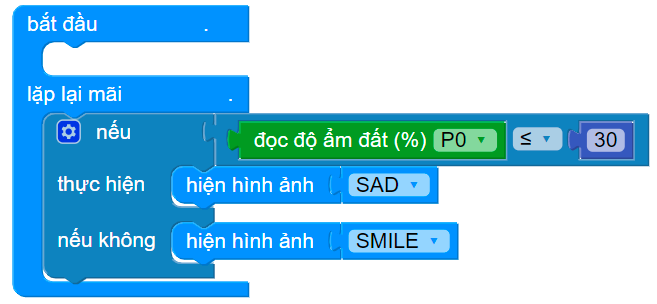 bắt đầu .
lặp lại mãi .
nếu đọc độ ẩm đất (%) P0 ≤ 30
thực hiện hiện hình ảnh SAD
nếu không hiện hình ảnh SMILE